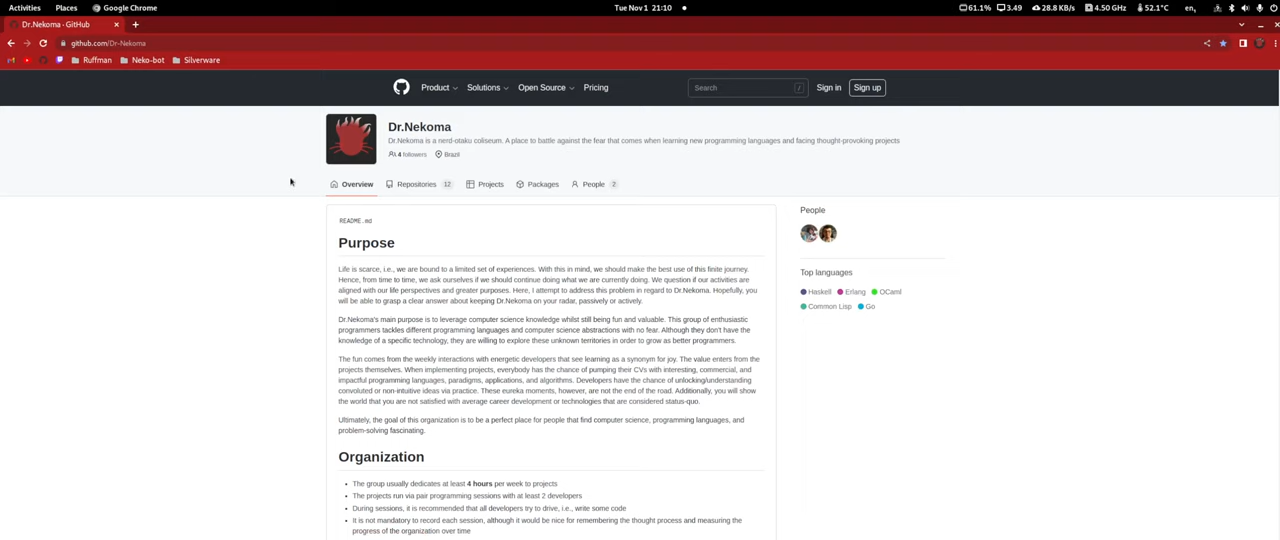 Activities Places Google Chrome Tue Nov 1 21:10 61.1% 3.49 28.8 KB/s 4.50 GHz 52.1°C en
Dr.Nekoma · GitHub
github.com/Dr-Nekoma
Ruffman Neko-bot Silverware
Product Solutions Open Source Pricing Search / Sign in Sign up
Dr.Nekoma
Dr.Nekoma is a nerd-otaku coliseum. A place to battle against the fear that comes when learning new programming languages and facing thought-provoking projects
4 followers Brazil
Overview Repositories 12 Projects Packages People 2
README.md
Purpose
Life is scarce, i.e., we are bound to a limited set of experiences. With this in mind, we should make the best use of this finite journey.
Hence, from time to time, we ask ourselves if we should continue doing what we are currently doing. We question if our activities are
aligned with our life perspectives and greater purposes. Here, I attempt to address this problem in regard to Dr.Nekoma. Hopefully, you
will be able to grasp a clear answer about keeping Dr.Nekoma on your radar, passively or actively.
Dr.Nekoma's main purpose is to leverage computer science knowledge whilst still being fun and valuable. This group of enthusiastic
programmers tackles different programming languages and computer science abstractions with no fear. Although they don't have the
knowledge of a specific technology, they are willing to explore these unknown territories in order to grow as better programmers.
The fun comes from the weekly interactions with energetic developers that see learning as a synonym for joy. The value enters from the
projects themselves. When implementing projects, everybody has the chance of pumping their CVs with interesting, commercial, and
impactful programming languages, paradigms, applications, and algorithms. Developers have the chance of unlocking/understanding
convoluted or non-intuitive ideas via practice. These eureka moments, however, are not the end of the road. Additionally, you will show
the world that you are not satisfied with average career development or technologies that are considered status-quo.
Ultimately, the goal of this organization is to be a perfect place for people that find computer science, programming languages, and
problem-solving fascinating.
Organization
The group usually dedicates at least 4 hours per week to projects
The projects run via pair programming sessions with at least 2 developers
During sessions, it is recommended that all developers try to drive, i.e., write some code
It is not mandatory to record each session, although it would be nice for remembering the thought process and measuring the
progress of the organization over time
People
Top languages
Haskell Erlang OCaml
Common Lisp Go